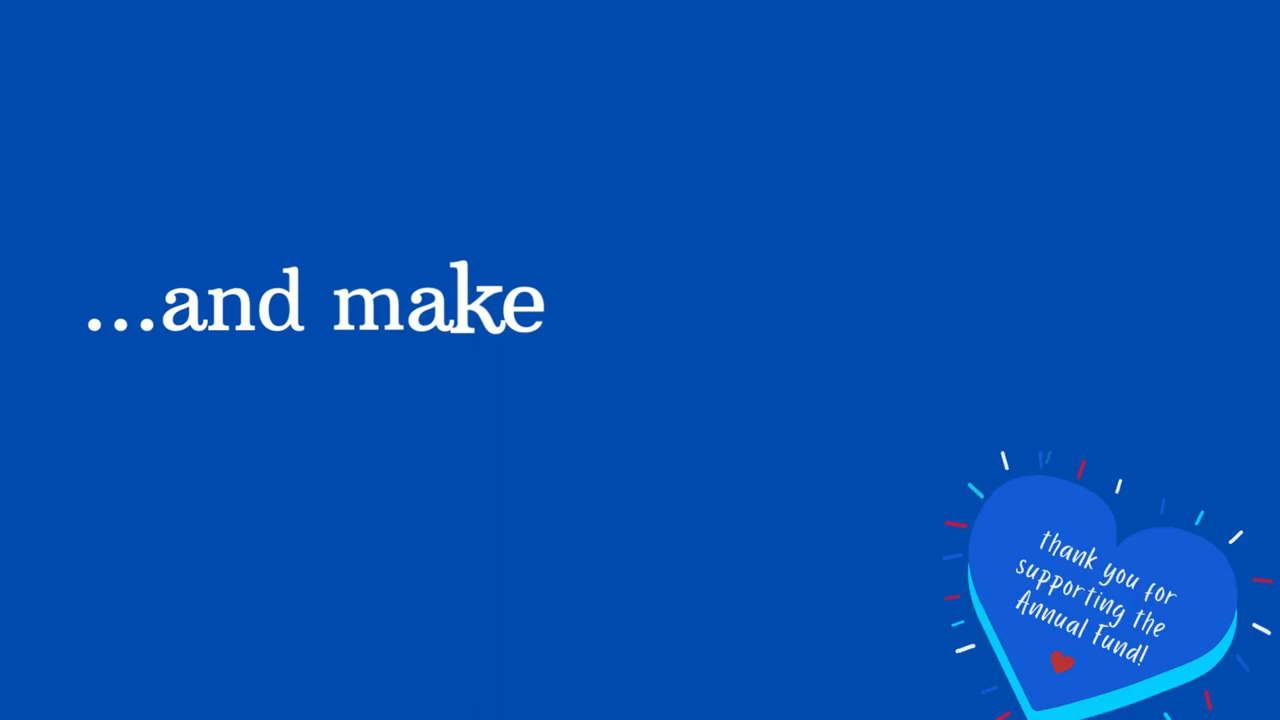 ...and make
thank you for
supporting the
Annual Fund!